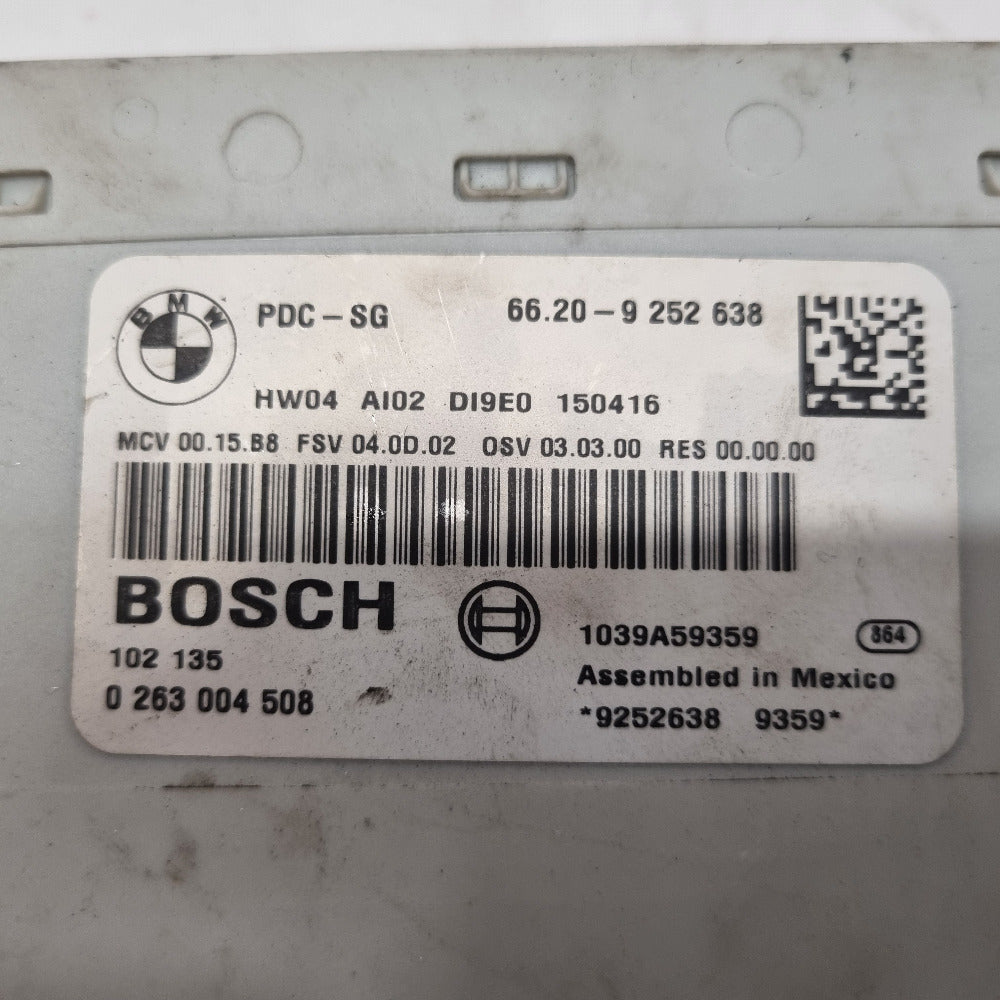 BMW
PDC-SG 66.20-9 252 638
HW04 AI02 DI9E0 150416
MCV 00.15.B8 FSV 04.0D.02 OSV 03.03.00 RES 00.00.00
BOSCH
102 135
0 263 004 508
1039A59359 864
Assembled in Mexico
*9252638 9359*